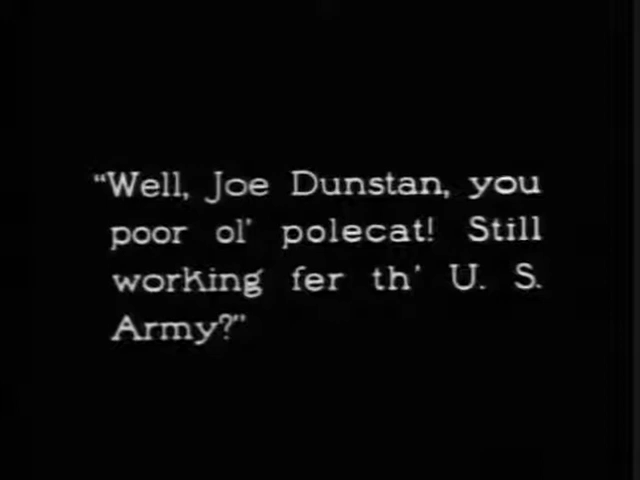 “Well, Joe Dunstan, you
poor ol' polecat! Still
working fer th' U. S.
Army?”